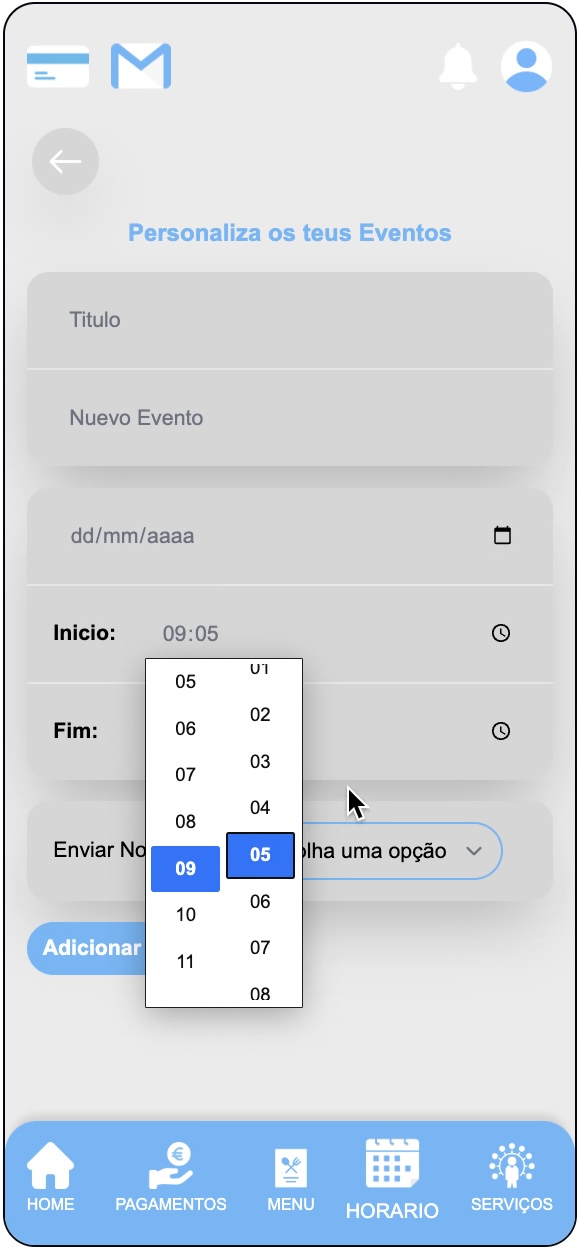 Personaliza os teus Eventos
Titulo
Nuevo Evento
dd/mm/aaaa
Inicio: 09:05
Fim:
05 01
06 02
07 03
08 04
09 05
10 06
11 07
08
Enviar No
olha uma opção
Adicionar
HOME PAGAMENTOS MENU HORARIO SERVIÇOS